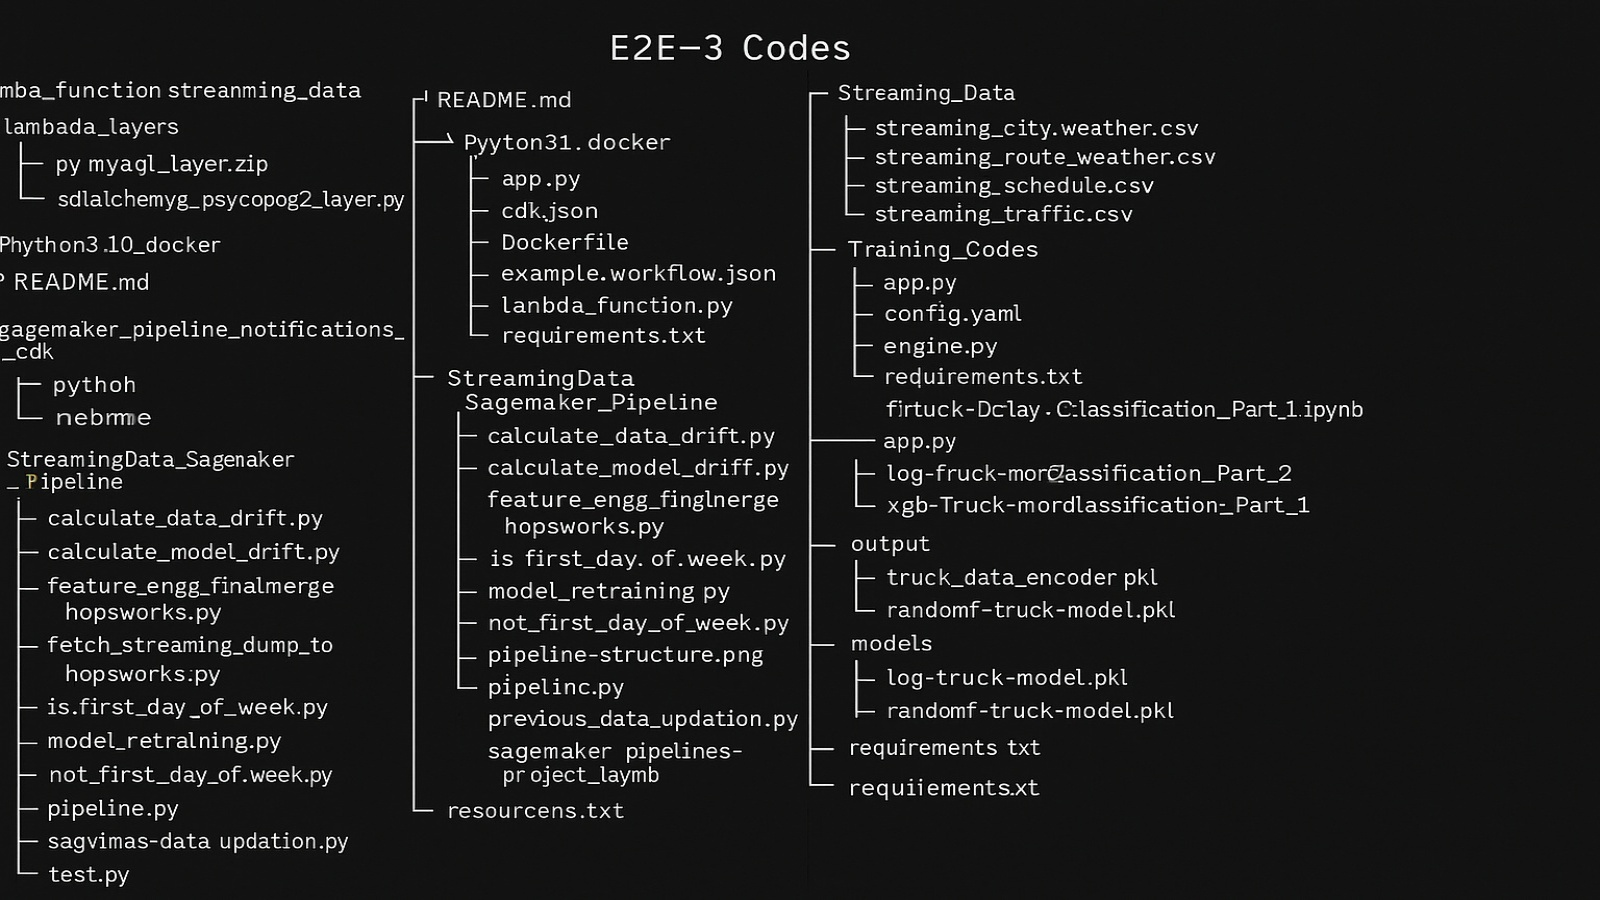 E2E-3 Codes
mba_function streanming_data
lambada_layers
py myagl_layer.zip
sdlalchemyg_psycopog2_layer.py
Phython3.10_docker
README.md
gagemaker_pipeline_notifications_
_cdk
pythoh
nebrme
StreamingData_Sagemaker
_Pipeline
calculate_data_drift.py
calculate_model_drift.py
feature_engg_finalmerge
hopsworks.py
fetch_streaming_dump_to
hopsworks.py
is.first_day_of_week.py
model_retralning.py
not_first_day_of.week.py
pipeline.py
sagvimas-data updation.py
test.py
README.md
Pyyton31.docker
app.py
cdk.json
Dockerfile
example.workflow.json
lanbda_function.py
requirements.txt
StreamingData
Sagemaker_Pipeline
calculate_data_drift.py
calculate_model_driff.py
feature_engg_finglnerge
hopsworks.py
is first_day. of.week.py
model_retraining py
not_first_day_of_week.py
pipeline-structure.png
pipelinc.py
previous_data_updation.py
sagemaker pipelines-
project_laymb
resourcens.txt
Streaming_Data
streaming_city.weather.csv
streaming_route_weather.csv
streaming_schedule.csv
streaming_traffic.csv
Training_Codes
app.py
config.yaml
engine.py
reduirements.txt
firtuck-Dclay.Classification_Part_1.ipynb
app.py
log-fruck-morClassification_Part_2
xgb-Truck-mordlassification-_Part_1
output
truck_data_encoder pkl
randomf-truck-model.pkl
models
log-truck-model.pkl
randomf-truck-model.pkl
requirements txt
requiiements.xt